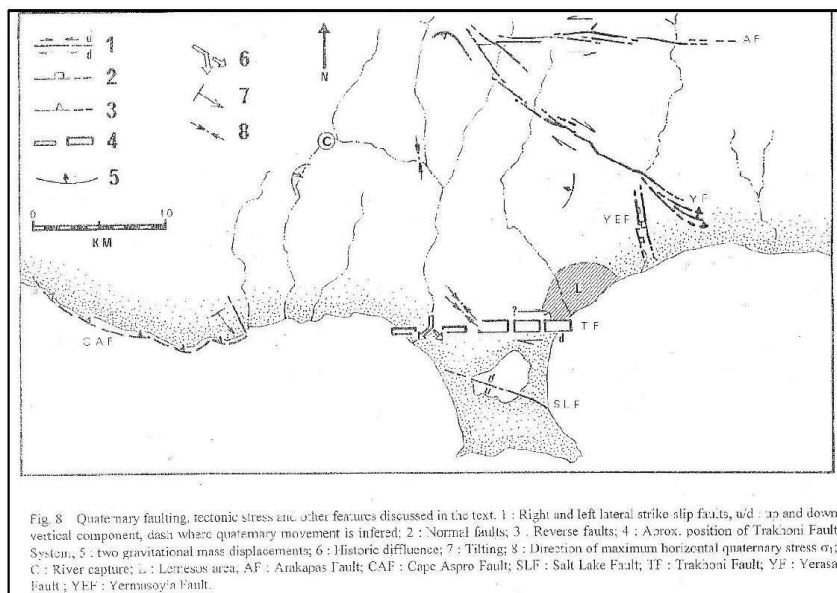 u
1
d
2
3
4
5
6
7
8
N
0 10
KM
C
AF
YF
YEF
L
?
TF
d
CAF
d
u
SLF
Fig. 8 Quaternary faulting, tectonic stress and other features discussed in the text. 1 : Right and left lateral strike slip faults, u/d : up and down
vertical component, dash where quaternary movement is infered; 2 : Normal faults; 3 : Reverse faults; 4 : Aprox. position of Trakhoni Fault
System, 5 : two gravitational mass displacements; 6 : Historic diffluence; 7 : Tilting; 8 : Direction of maximum horizontal quaternary stress σ1;
C : River capture; L : Lemesos area; AF : Arakapas Fault; CAF : Cape Aspro Fault; SLF : Salt Lake Fault; TF : Trakhoni Fault; YF : Yerasa
Fault ; YEF : Yermasoyia Fault.